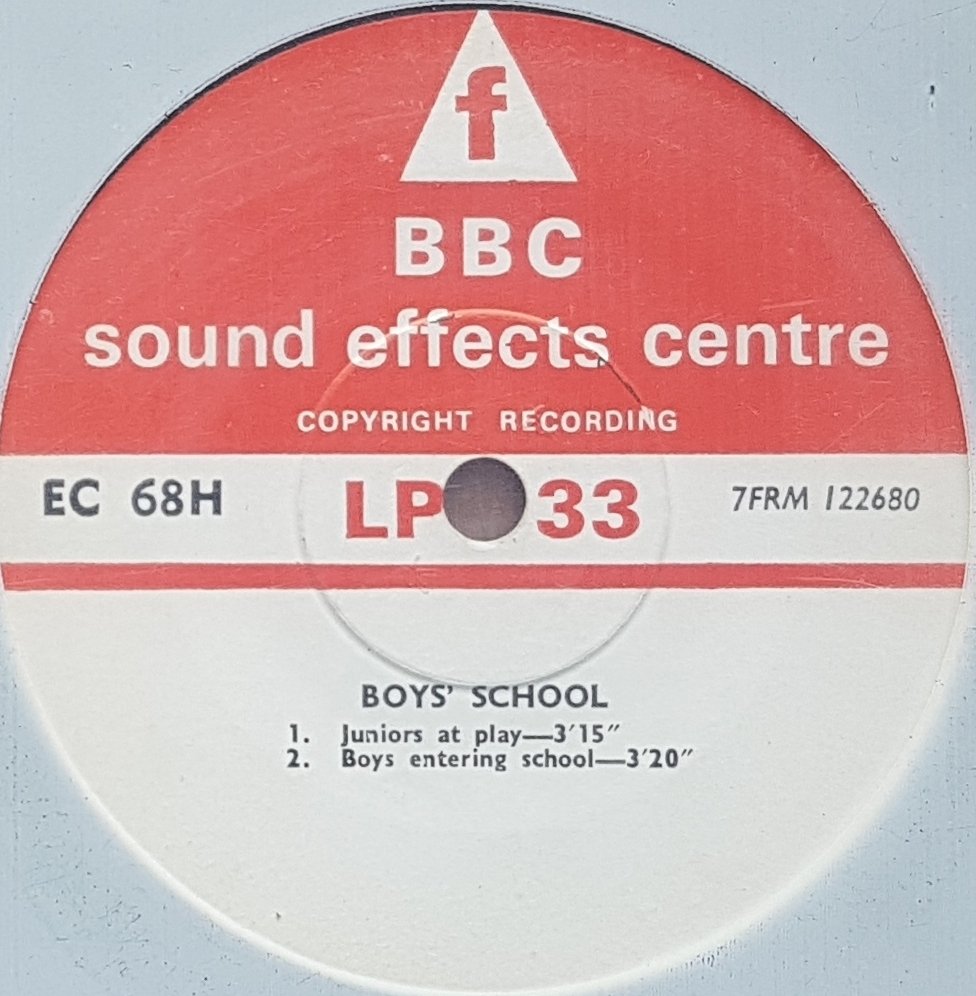 f
BBC
sound effects centre
COPYRIGHT RECORDING
EC 68H LP 33 7FRM 122680
BOYS' SCHOOL
1. Juniors at play—3′15″
2. Boys entering school—3′20″